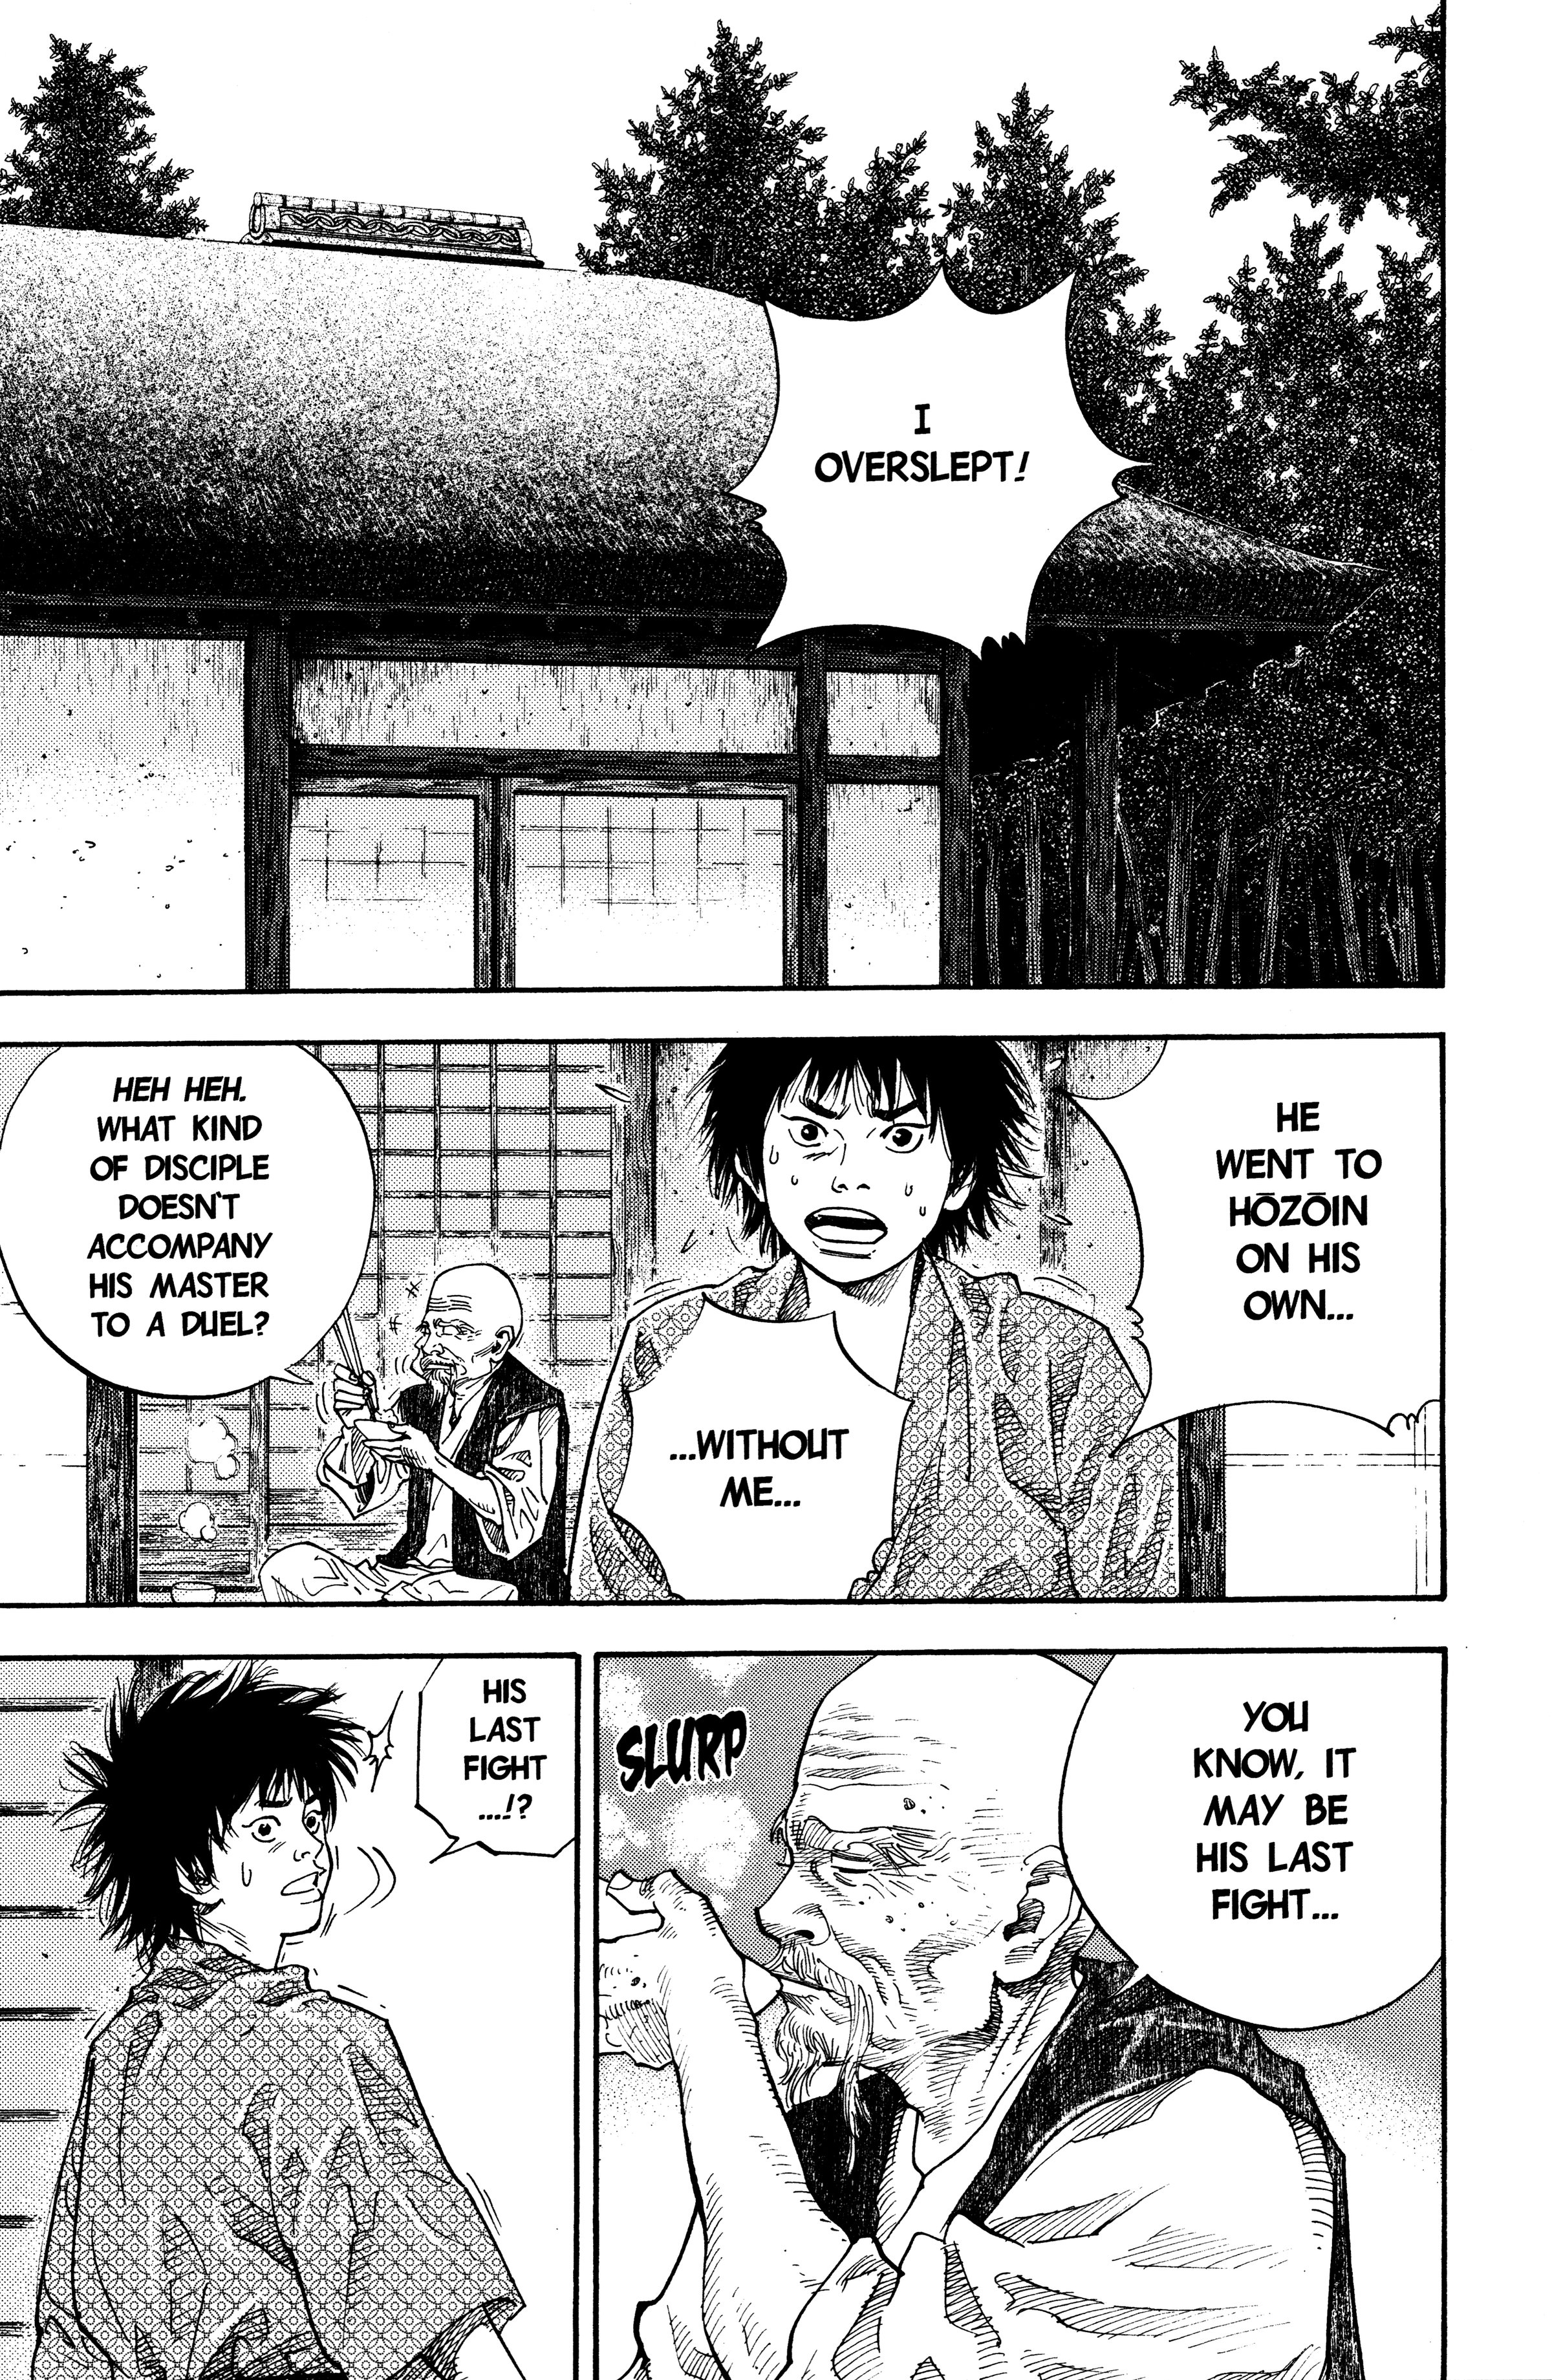 I
OVERSLEPT!
HE
WENT TO
HŌZŌIN
ON HIS
OWN...
...WITHOUT
ME...
HEH HEH.
WHAT KIND
OF DISCIPLE
DOESN'T
ACCOMPANY
HIS MASTER
TO A DUEL?
YOU
KNOW, IT
MAY BE
HIS LAST
FIGHT...
SLURP
HIS
LAST
FIGHT
...!?